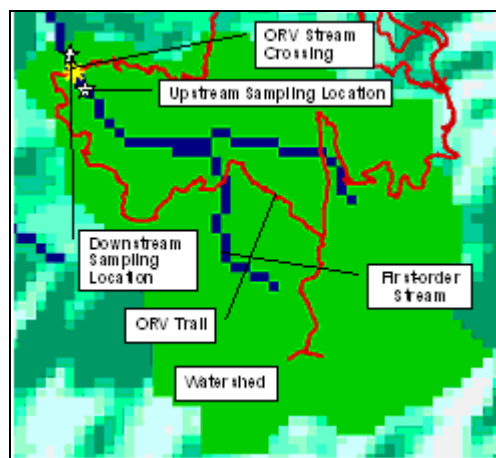 ORV Stream
Crossing
Upstream Sampling Location
Downstream
Sampling
Location
First-order
Stream
ORV Trail
Watershed